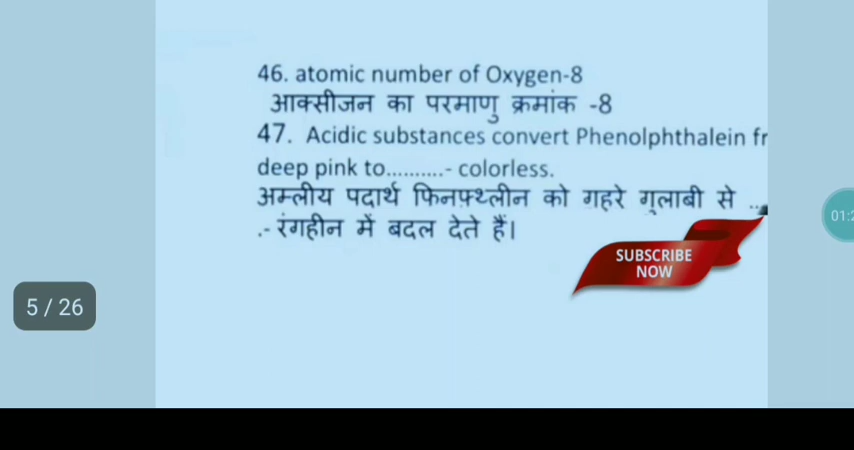 46. atomic number of Oxygen-8
आक्सीजन का परमाणु क्रमांक -8
47. Acidic substances convert Phenolphthalein fr
deep pink to..........- colorless.
अम्लीय पदार्थ फिनफ़्थ्लीन को गहरे गुलाबी से ..
.- रंगहीन में बदल देते हैं।
SUBSCRIBE
NOW
5 / 26
01:2